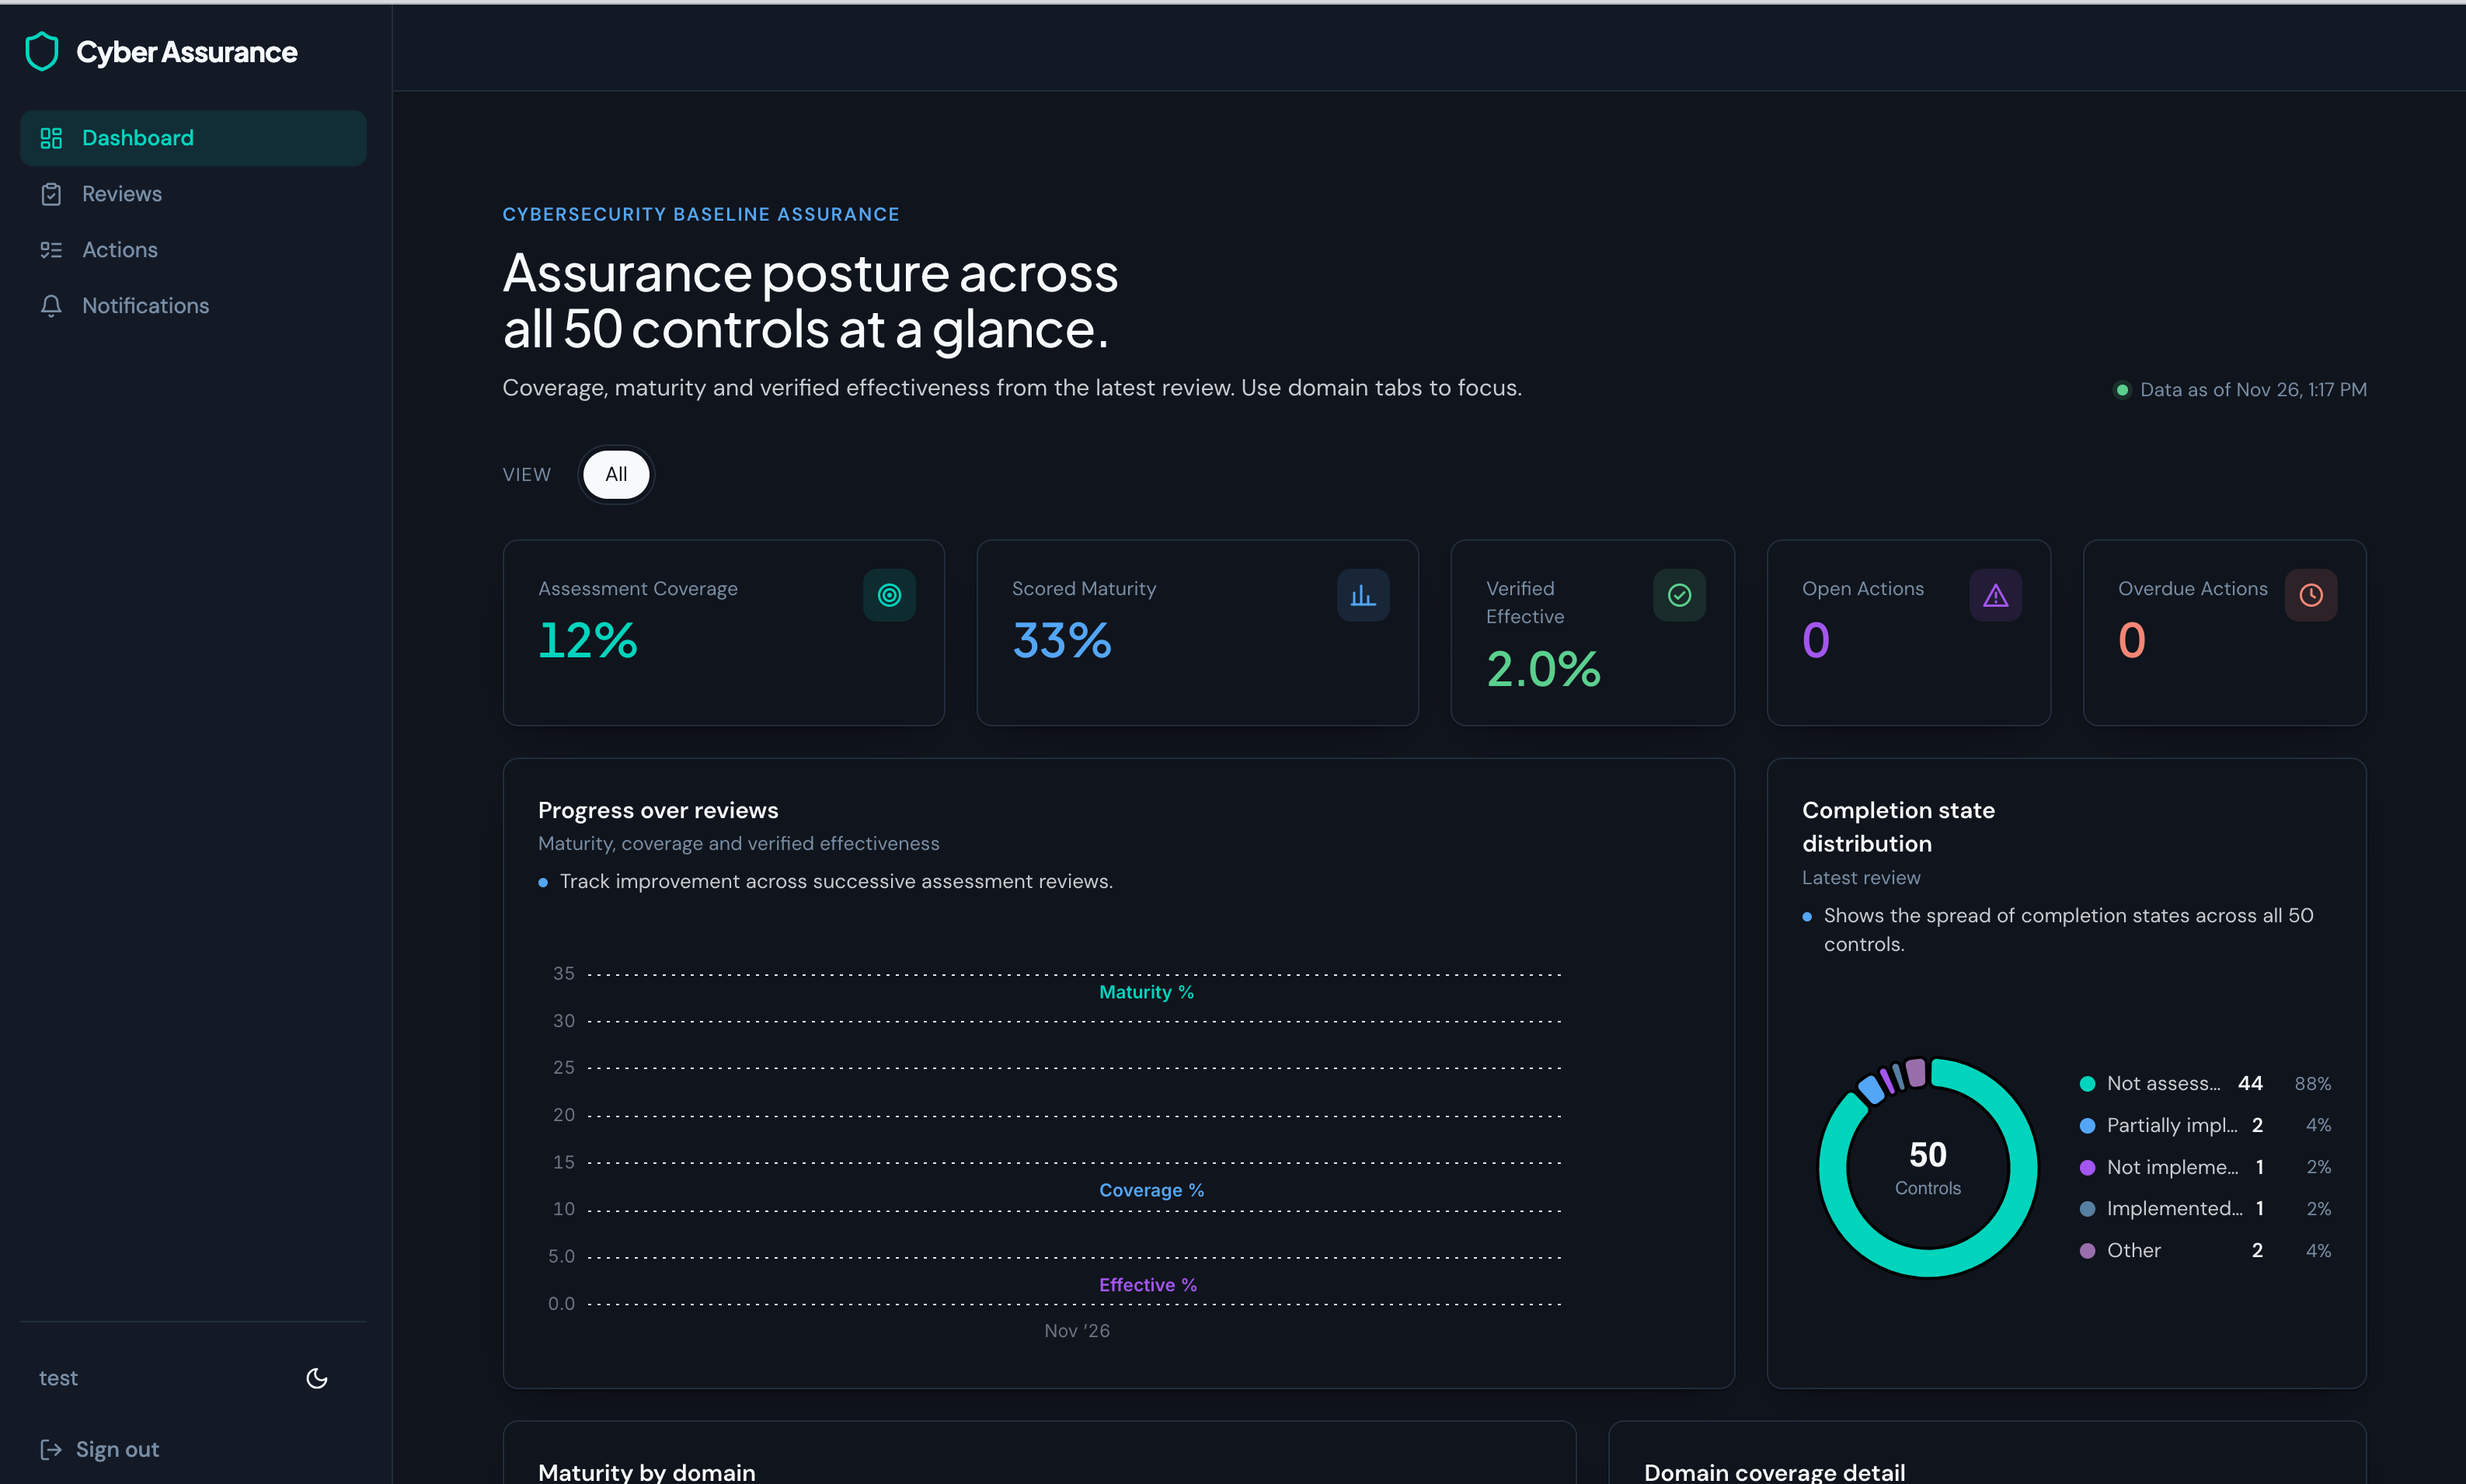 Cyber Assurance
Dashboard
Reviews
Actions
Notifications
CYBERSECURITY BASELINE ASSURANCE
Assurance posture across
all 50 controls at a glance.
Coverage, maturity and verified effectiveness from the latest review. Use domain tabs to focus.
Data as of Nov 26, 1:17 PM
VIEW
All
Assessment Coverage
12%
Scored Maturity
33%
Verified
Effective
2.0%
Open Actions
0
Overdue Actions
0
Progress over reviews
Maturity, coverage and verified effectiveness
Track improvement across successive assessment reviews.
35
Maturity %
30
25
20
15
Coverage %
10
5.0
Effective %
0.0
Nov '26
Completion state
distribution
Latest review
Shows the spread of completion states across all 50
controls.
50
Controls
Not assess... 44 88%
Partially impl... 2 4%
Not impleme... 1 2%
Implemented... 1 2%
Other 2 4%
Maturity by domain
Domain coverage detail
test
Sign out